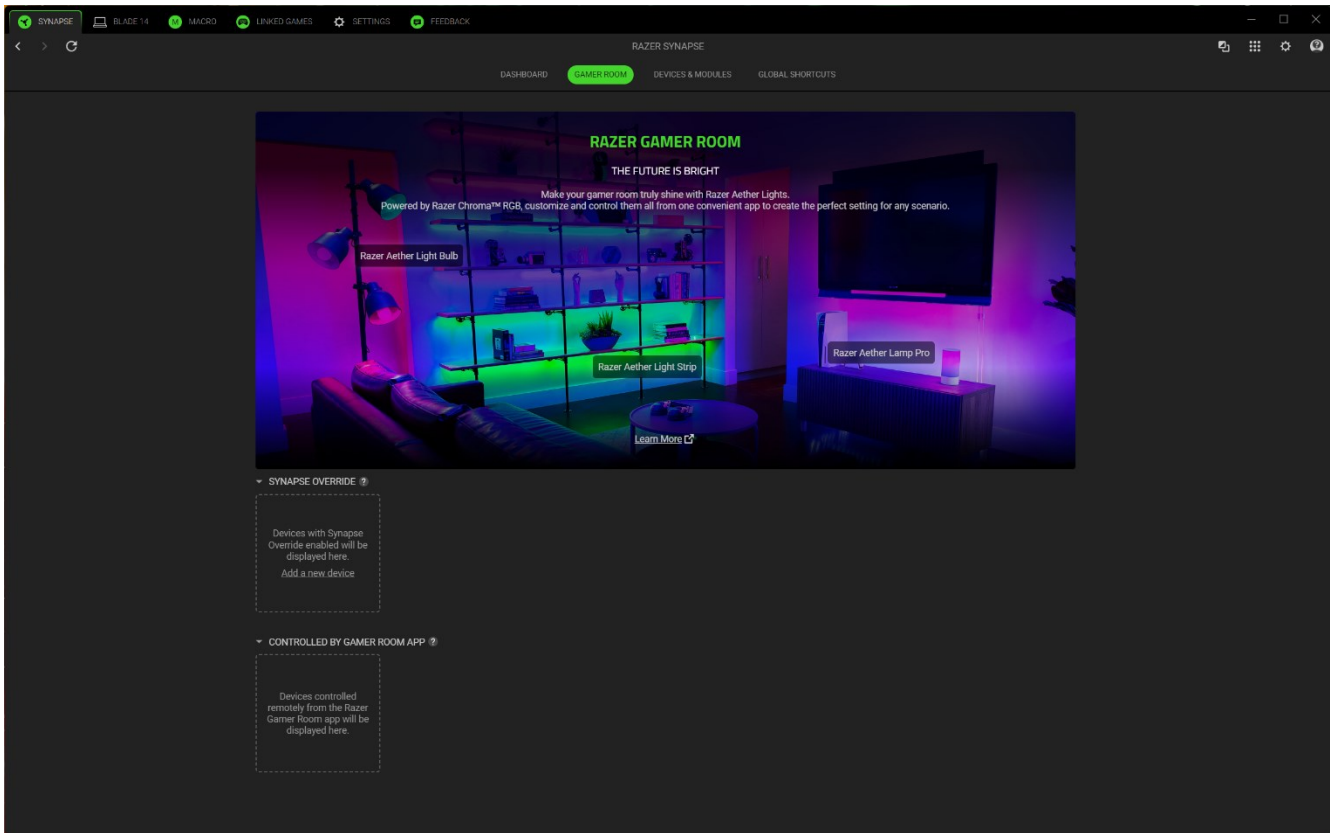 SYNAPSE
BLADE 14
MACRO
LINKED GAMES
SETTINGS
FEEDBACK
RAZER SYNAPSE
DASHBOARD
GAMER ROOM
DEVICES & MODULES
GLOBAL SHORTCUTS
RAZER GAMER ROOM
THE FUTURE IS BRIGHT
Make your gamer room truly shine with Razer Aether Lights.
Powered by Razer Chroma™ RGB, customize and control them all from one convenient app to create the perfect setting for any scenario.
Razer Aether Light Bulb
Razer Aether Lamp Pro
Razer Aether Light Strip
Learn More
SYNAPSE OVERRIDE ?
Devices with Synapse
Override enabled will be
displayed here.
Add a new device
CONTROLLED BY GAMER ROOM APP ?
Devices controlled
remotely from the Razer
Gamer Room app will be
displayed here.